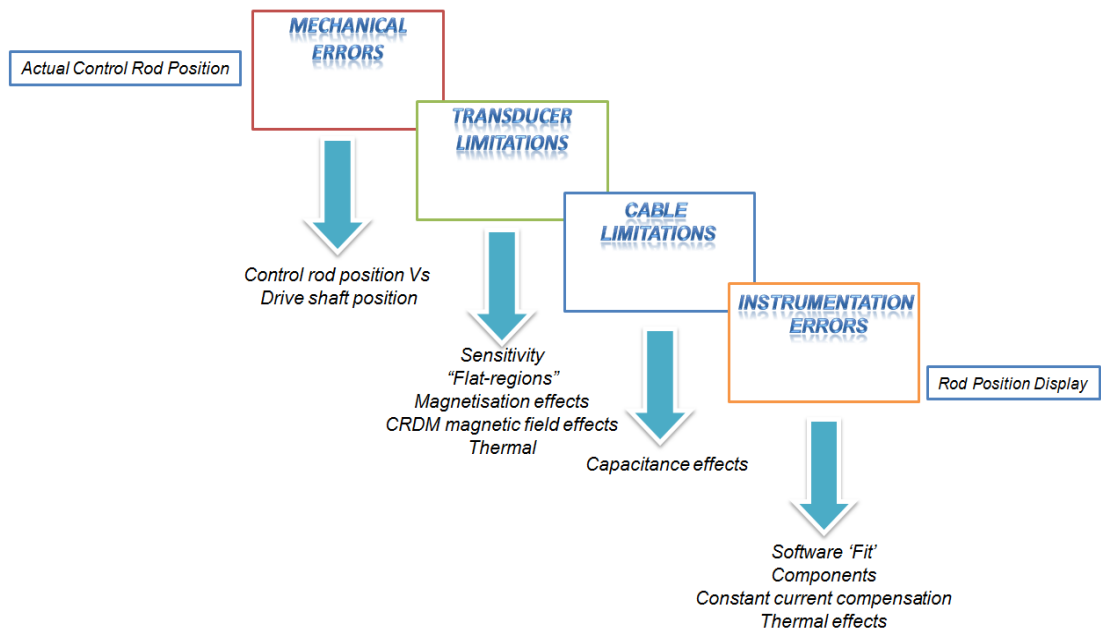 MECHANICAL
ERRORS
Actual Control Rod Position
TRANSDUCER
LIMITATIONS
CABLE
LIMITATIONS
Control rod position Vs
Drive shaft position
INSTRUMENTATION
ERRORS
Sensitivity
“Flat-regions”
Magnetisation effects
CRDM magnetic field effects
Thermal
Rod Position Display
Capacitance effects
Software ‘Fit’
Components
Constant current compensation
Thermal effects